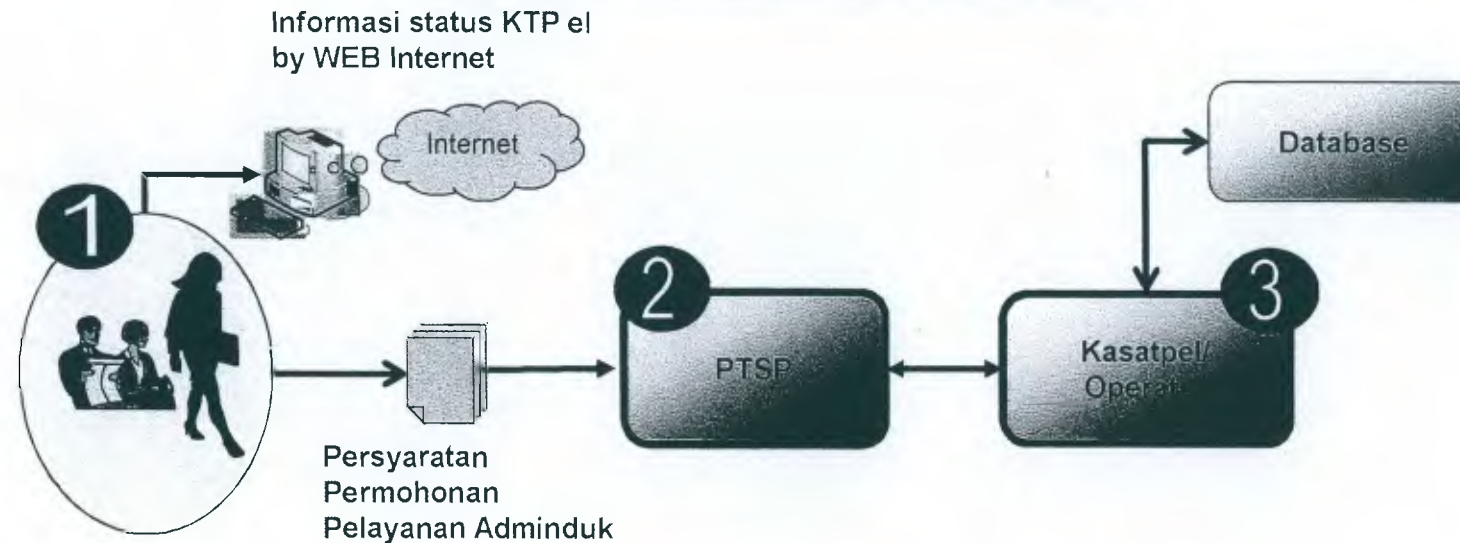 Informasi status KTP el
by WEB Internet
Internet
Database
1
2
3
PTSP
Kasatpel/
Persyaratan
Permohonan
Pelayanan Adminduk